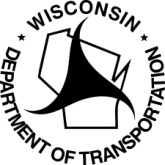 WISCONSIN
DEPARTMENT OF TRANSPORTATION